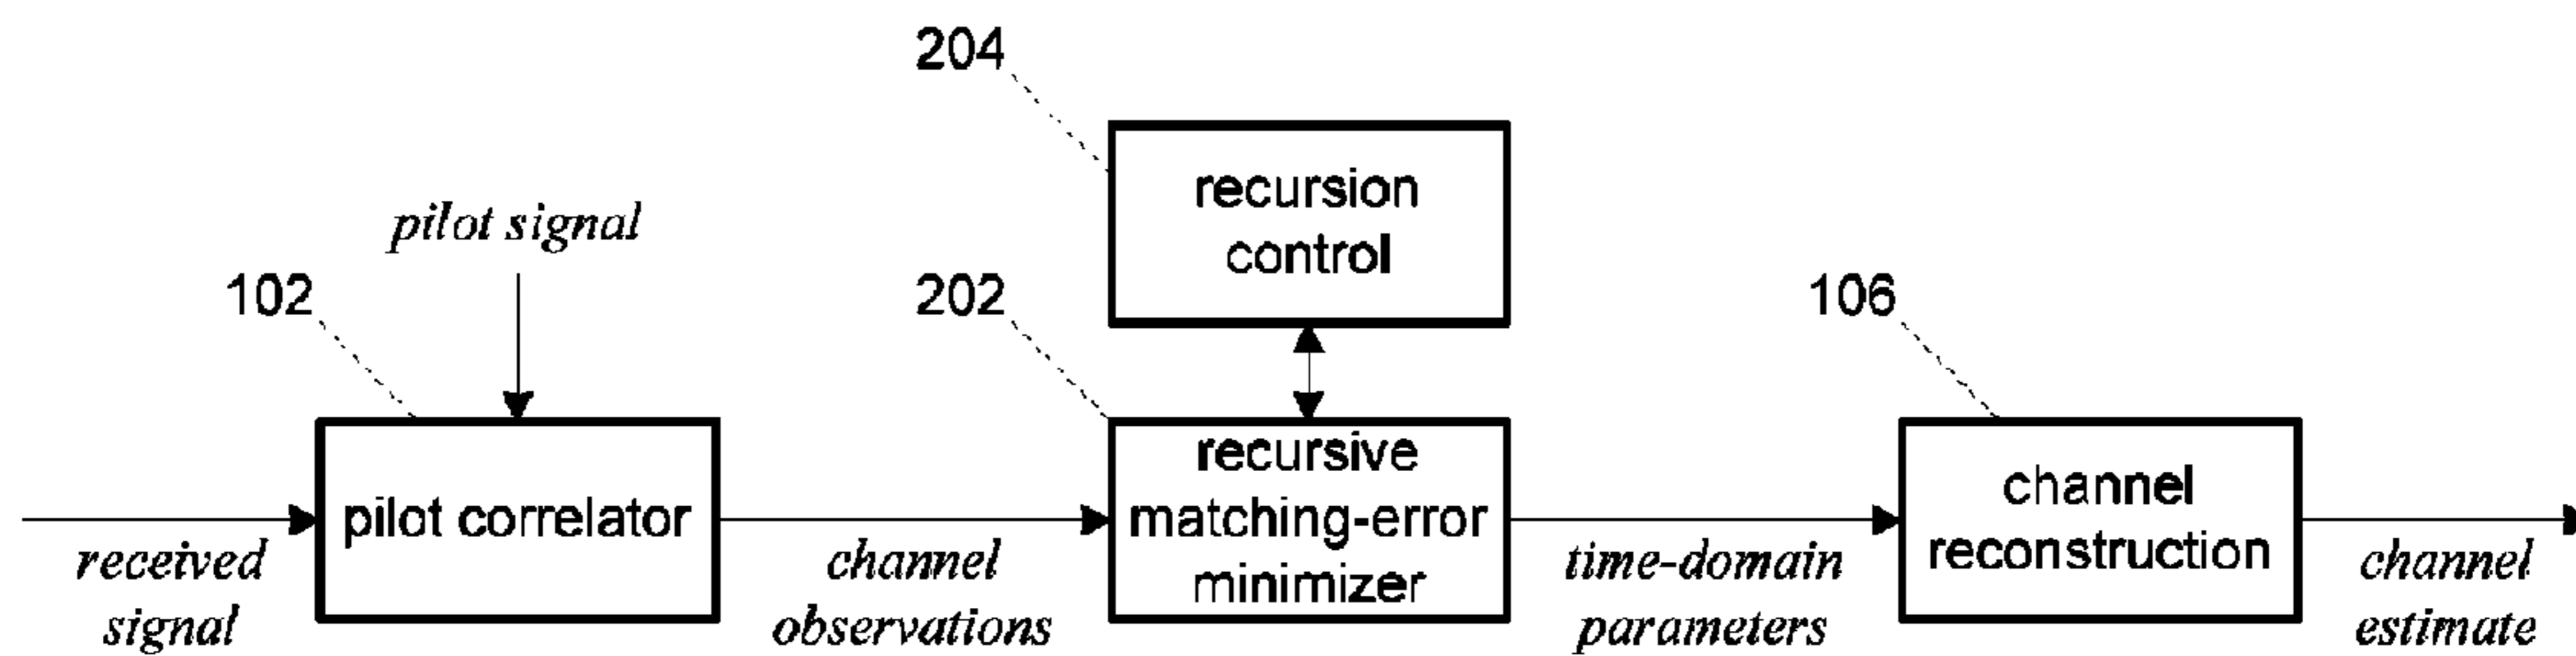 204
recursion
control
pilot signal
102
202
106
pilot correlator
recursive
matching-error
minimizer
channel
reconstruction
received
signal
channel
observations
time-domain
parameters
channel
estimate